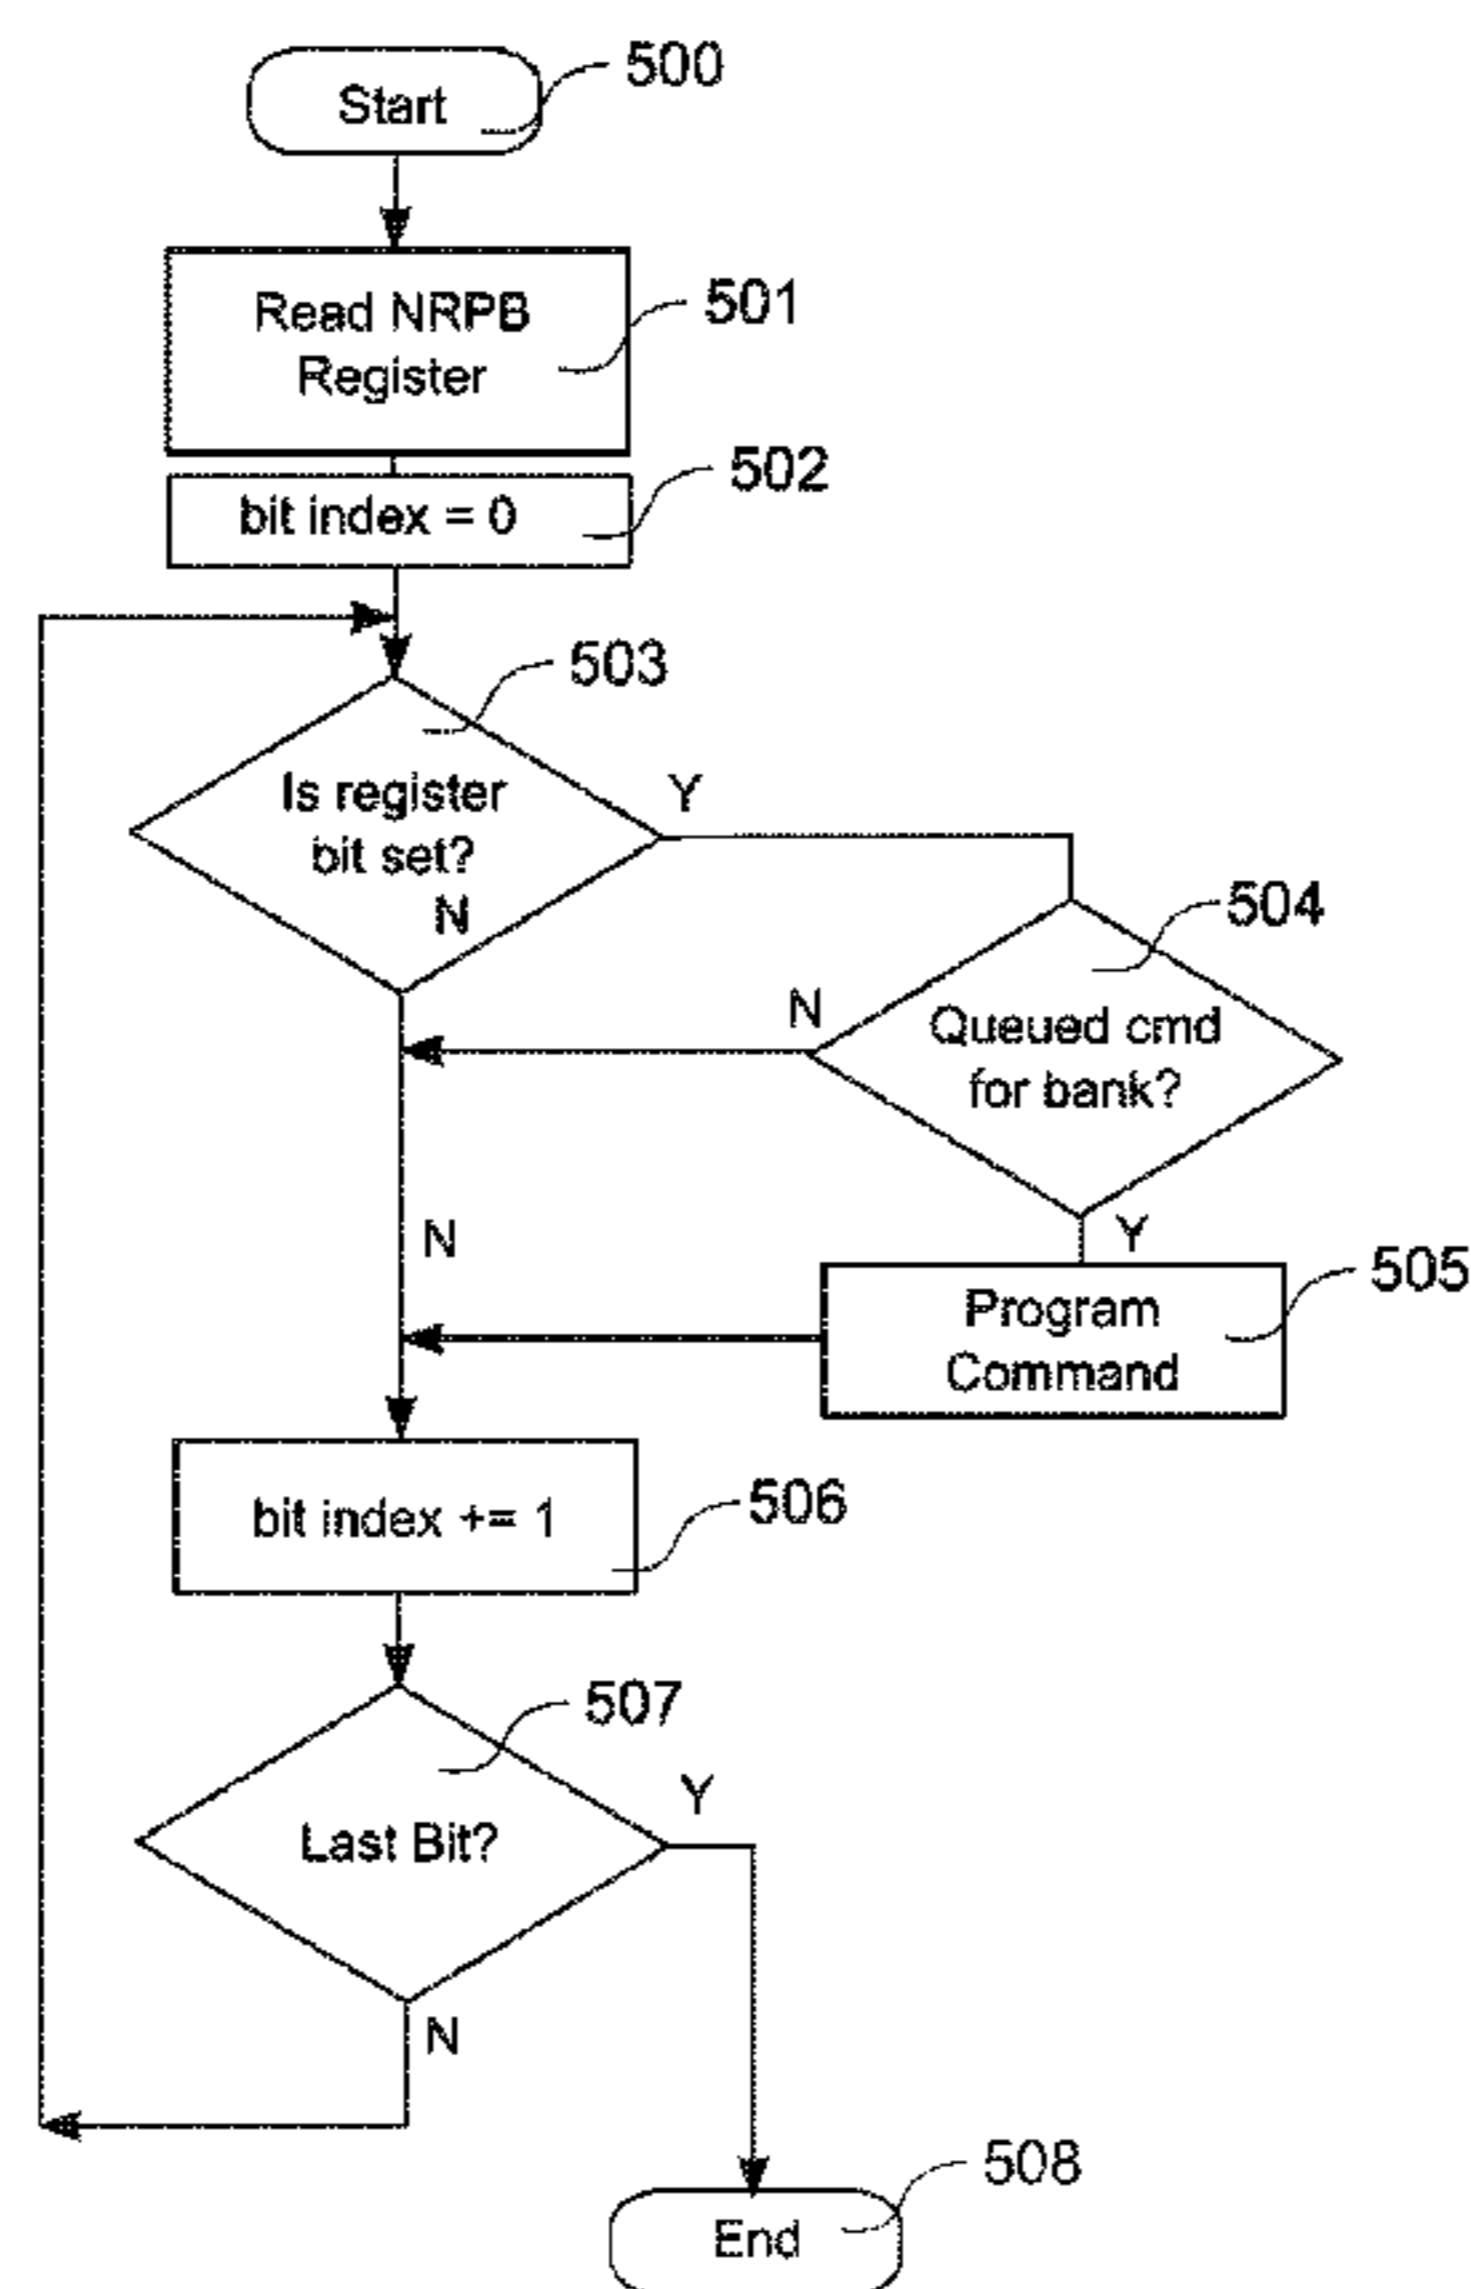 500
Start
501
Read NRPB
Register
502
bit index = 0
503
Is register
bit set?
Y
N
504
Queued cmd
for bank?
N
Y
N
505
Program
Command
506
bit index += 1
507
Last Bit?
Y
N
508
End